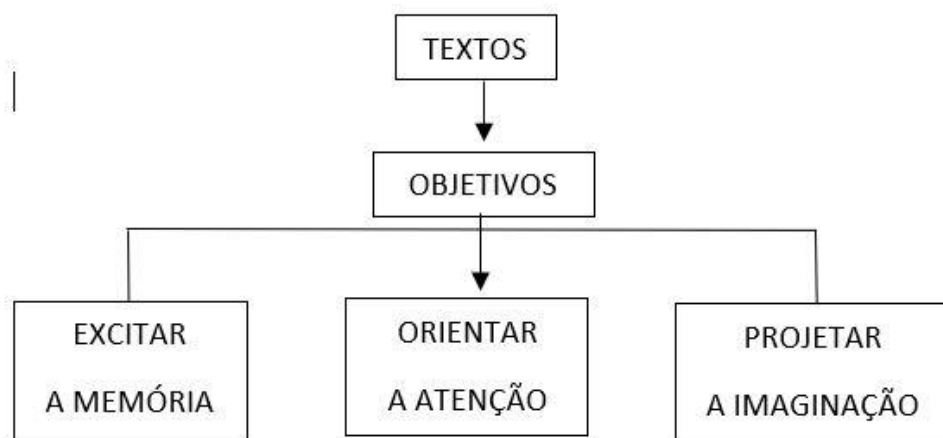 TEXTOS
OBJETIVOS
EXCITAR
A MEMÓRIA
ORIENTAR
A ATENÇÃO
PROJETAR
A IMAGINAÇÃO